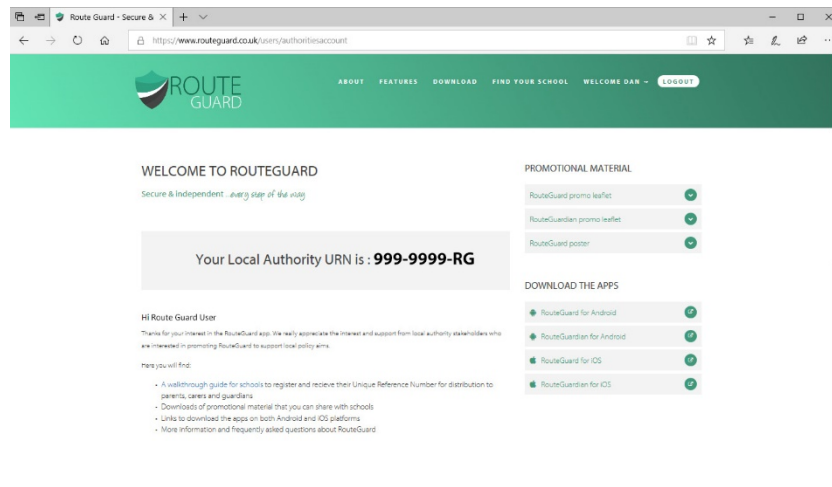 Route Guard - Secure &
https://www.routeguard.co.uk/users/authoritiesaccount
ROUTE
GUARD
ABOUT FEATURES DOWNLOAD FIND YOUR SCHOOL WELCOME DAN LOGOUT
WELCOME TO ROUTEGUARD
Secure & independent ...every step of the way
Your Local Authority URN is : 999-9999-RG
Hi Route Guard User
Thanks for your interest in the RouteGuard app. We really appreciate the interest and support from local authority stakeholders who
are interested in promoting RouteGuard to support local policy aims.
Here you will find:
• A walkthrough guide for schools to register and recieve their Unique Reference Number for distribution to
parents, carers and guardians
• Downloads of promotional material that you can share with schools
• Links to download the apps on both Android and iOS platforms
• More information and frequently asked questions about RouteGuard
PROMOTIONAL MATERIAL
RouteGuard promo leaflet
RouteGuardian promo leaflet
RouteGuard poster
DOWNLOAD THE APPS
RouteGuard for Android
RouteGuardian for Android
RouteGuard for iOS
RouteGuardian for iOS